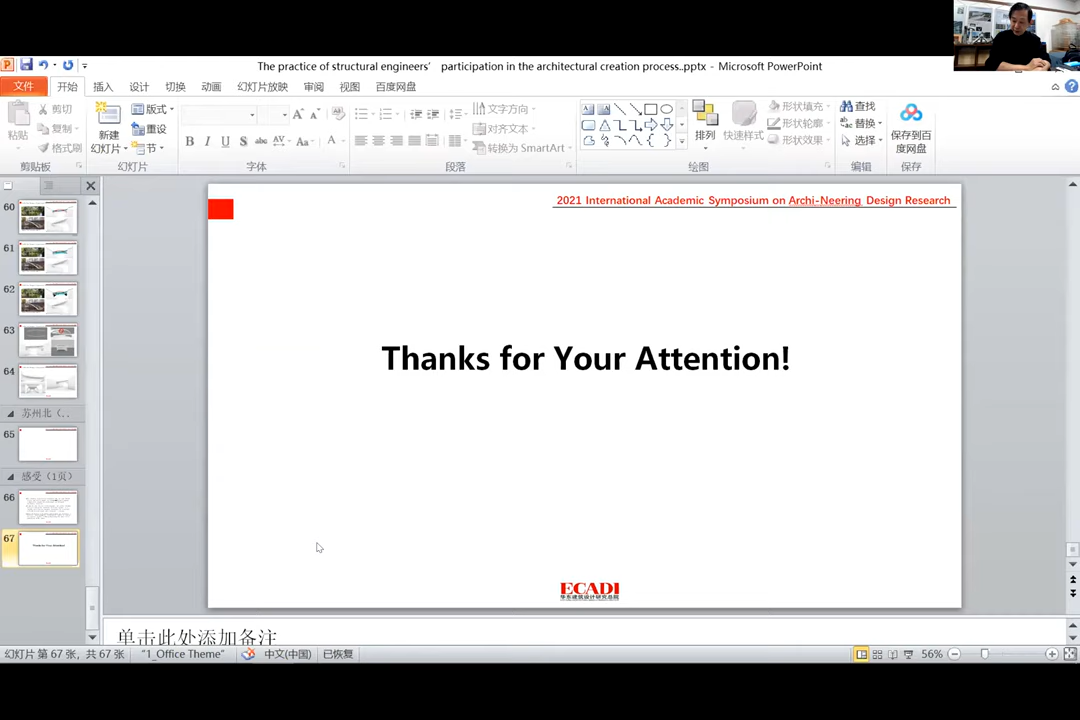 The practice of structural engineers' participation in the architectural creation process..pptx - Microsoft PowerPoint
文件 开始 插入 设计 切换 动画 幻灯片放映 审阅 视图 百度网盘
粘贴
剪切
复制
格式刷
剪贴板
新建
幻灯片
版式
重设
节
幻灯片
B I U S abc AV Aa A
字体
文字方向
对齐文本
转换为 SmartArt
段落
排列
快速样式
形状填充
形状轮廓
形状效果
绘图
查找
替换
选择
编辑
保存到百
度网盘
保存
60
61
62
63
64
苏州北（..
65
感受（1页）
66
67
Thanks for Your Attention!
2021 International Academic Symposium on Archi-Neering Design Research
Thanks for Your Attention!
ECADI
华东建筑设计研究总院
单击此处添加备注
幻灯片 第 67 张，共 67 张 "1_Office Theme" 中文(中国) 已恢复 56%